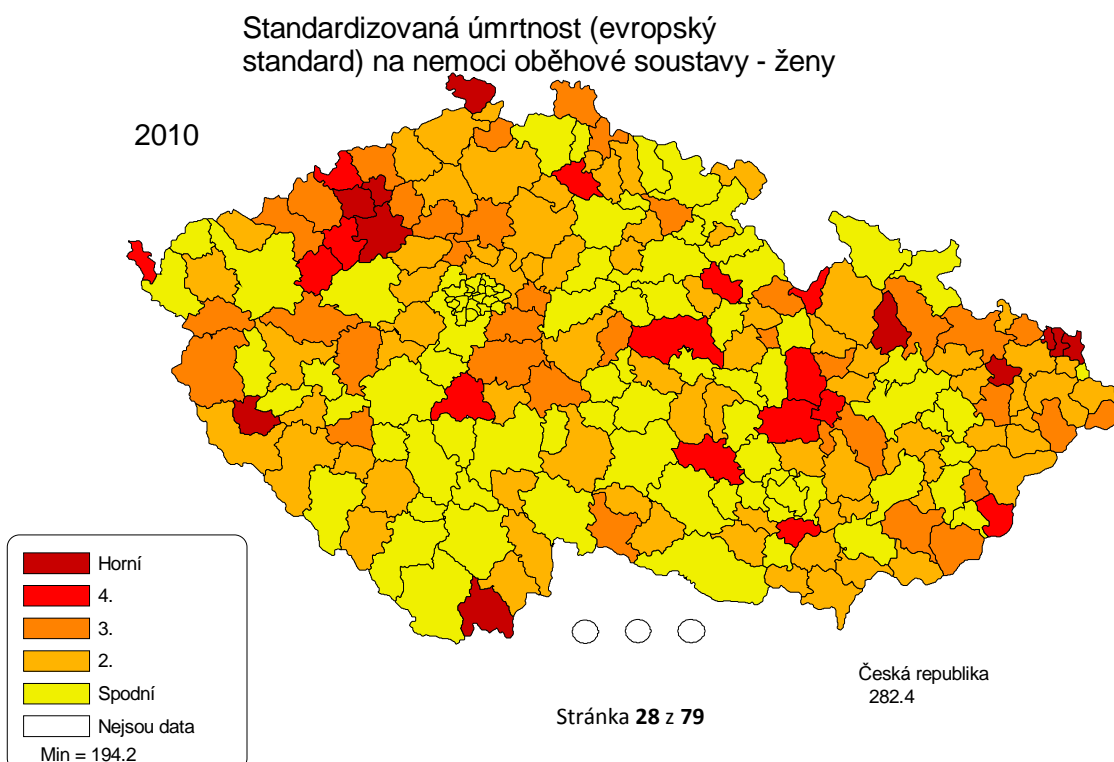 Standardizovaná úmrtnost (evropský
standard) na nemoci oběhové soustavy - ženy
2010
Horní
4.
3.
2.
Spodní
Nejsou data
Min = 194.2
Česká republika
282.4
Stránka 28 z 79